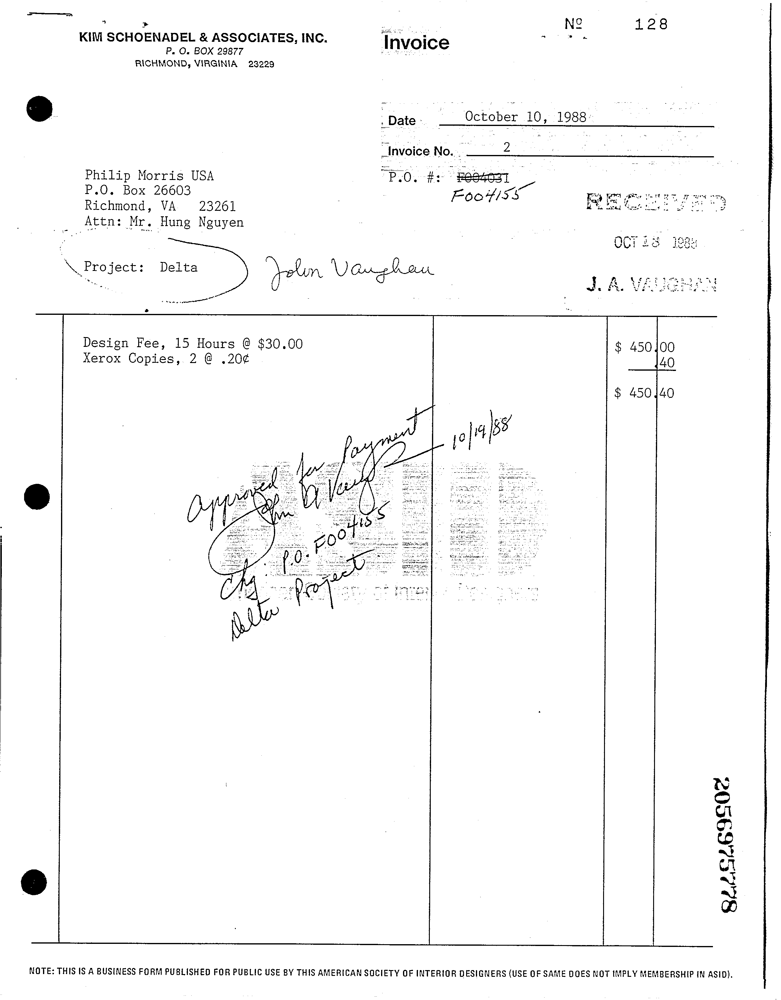 Nº 128
KIM SCHOENADEL & ASSOCIATES, INC.
P. O. BOX 29877
RICHMOND, VIRGINIA 23229
Invoice
Date October 10, 1988
Invoice No. 2
P.O. #: F004031
F004155
Philip Morris USA
P.O. Box 26603
Richmond, VA 23261
Attn: Mr. Hung Nguyen
RECEIVED
OCT 18 1988
J. A. VAUGHAN
Project: Delta
John Vaughan
Design Fee, 15 Hours @ $30.00 $ 450.00
Xerox Copies, 2 @ .20¢ .40
$ 450.40
Approved for Payment
10/19/88
Chg. P.O. F004155
Delta Project
2056975778
NOTE: THIS IS A BUSINESS FORM PUBLISHED FOR PUBLIC USE BY THIS AMERICAN SOCIETY OF INTERIOR DESIGNERS (USE OF SAME DOES NOT IMPLY MEMBERSHIP IN ASID).